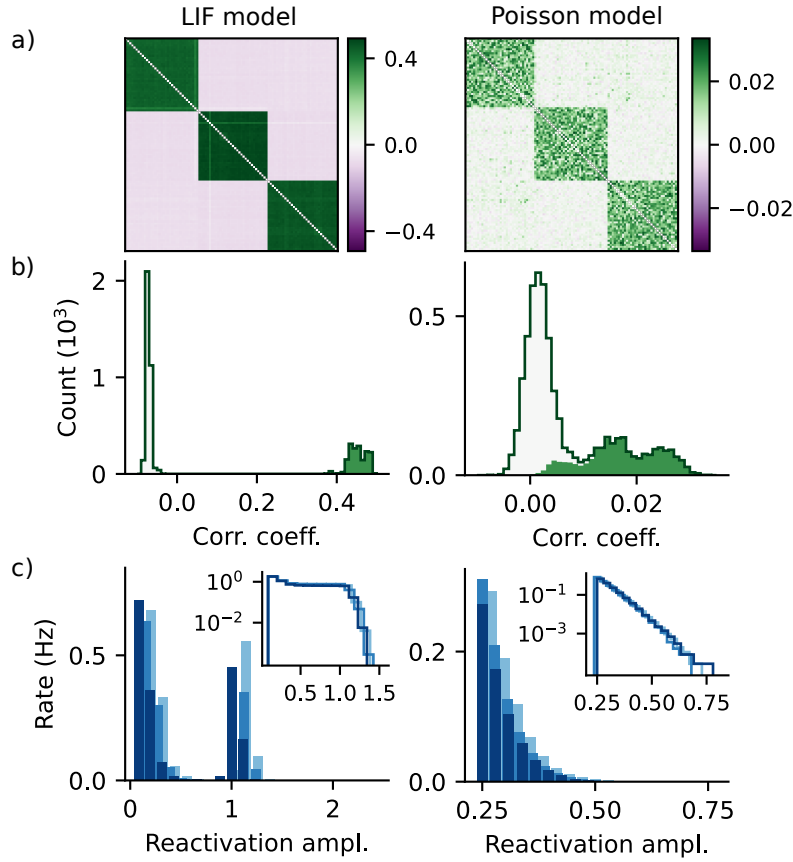 LIF model Poisson model
a)
0.4 0.02
0.2 0.00
0.0 −0.02
−0.4
b)
2 0.5
1
0 0.0
Count (10³)
0.0 0.2 0.4 0.00 0.02
Corr. coeff. Corr. coeff.
c)
10⁰ 10⁻¹
10⁻² 10⁻³
0.5 1.0 1.5 0.25 0.50 0.75
0.5 0.2
0.0 0.0
Rate (Hz)
0 1 2 0.25 0.50 0.75
Reactivation ampl. Reactivation ampl.